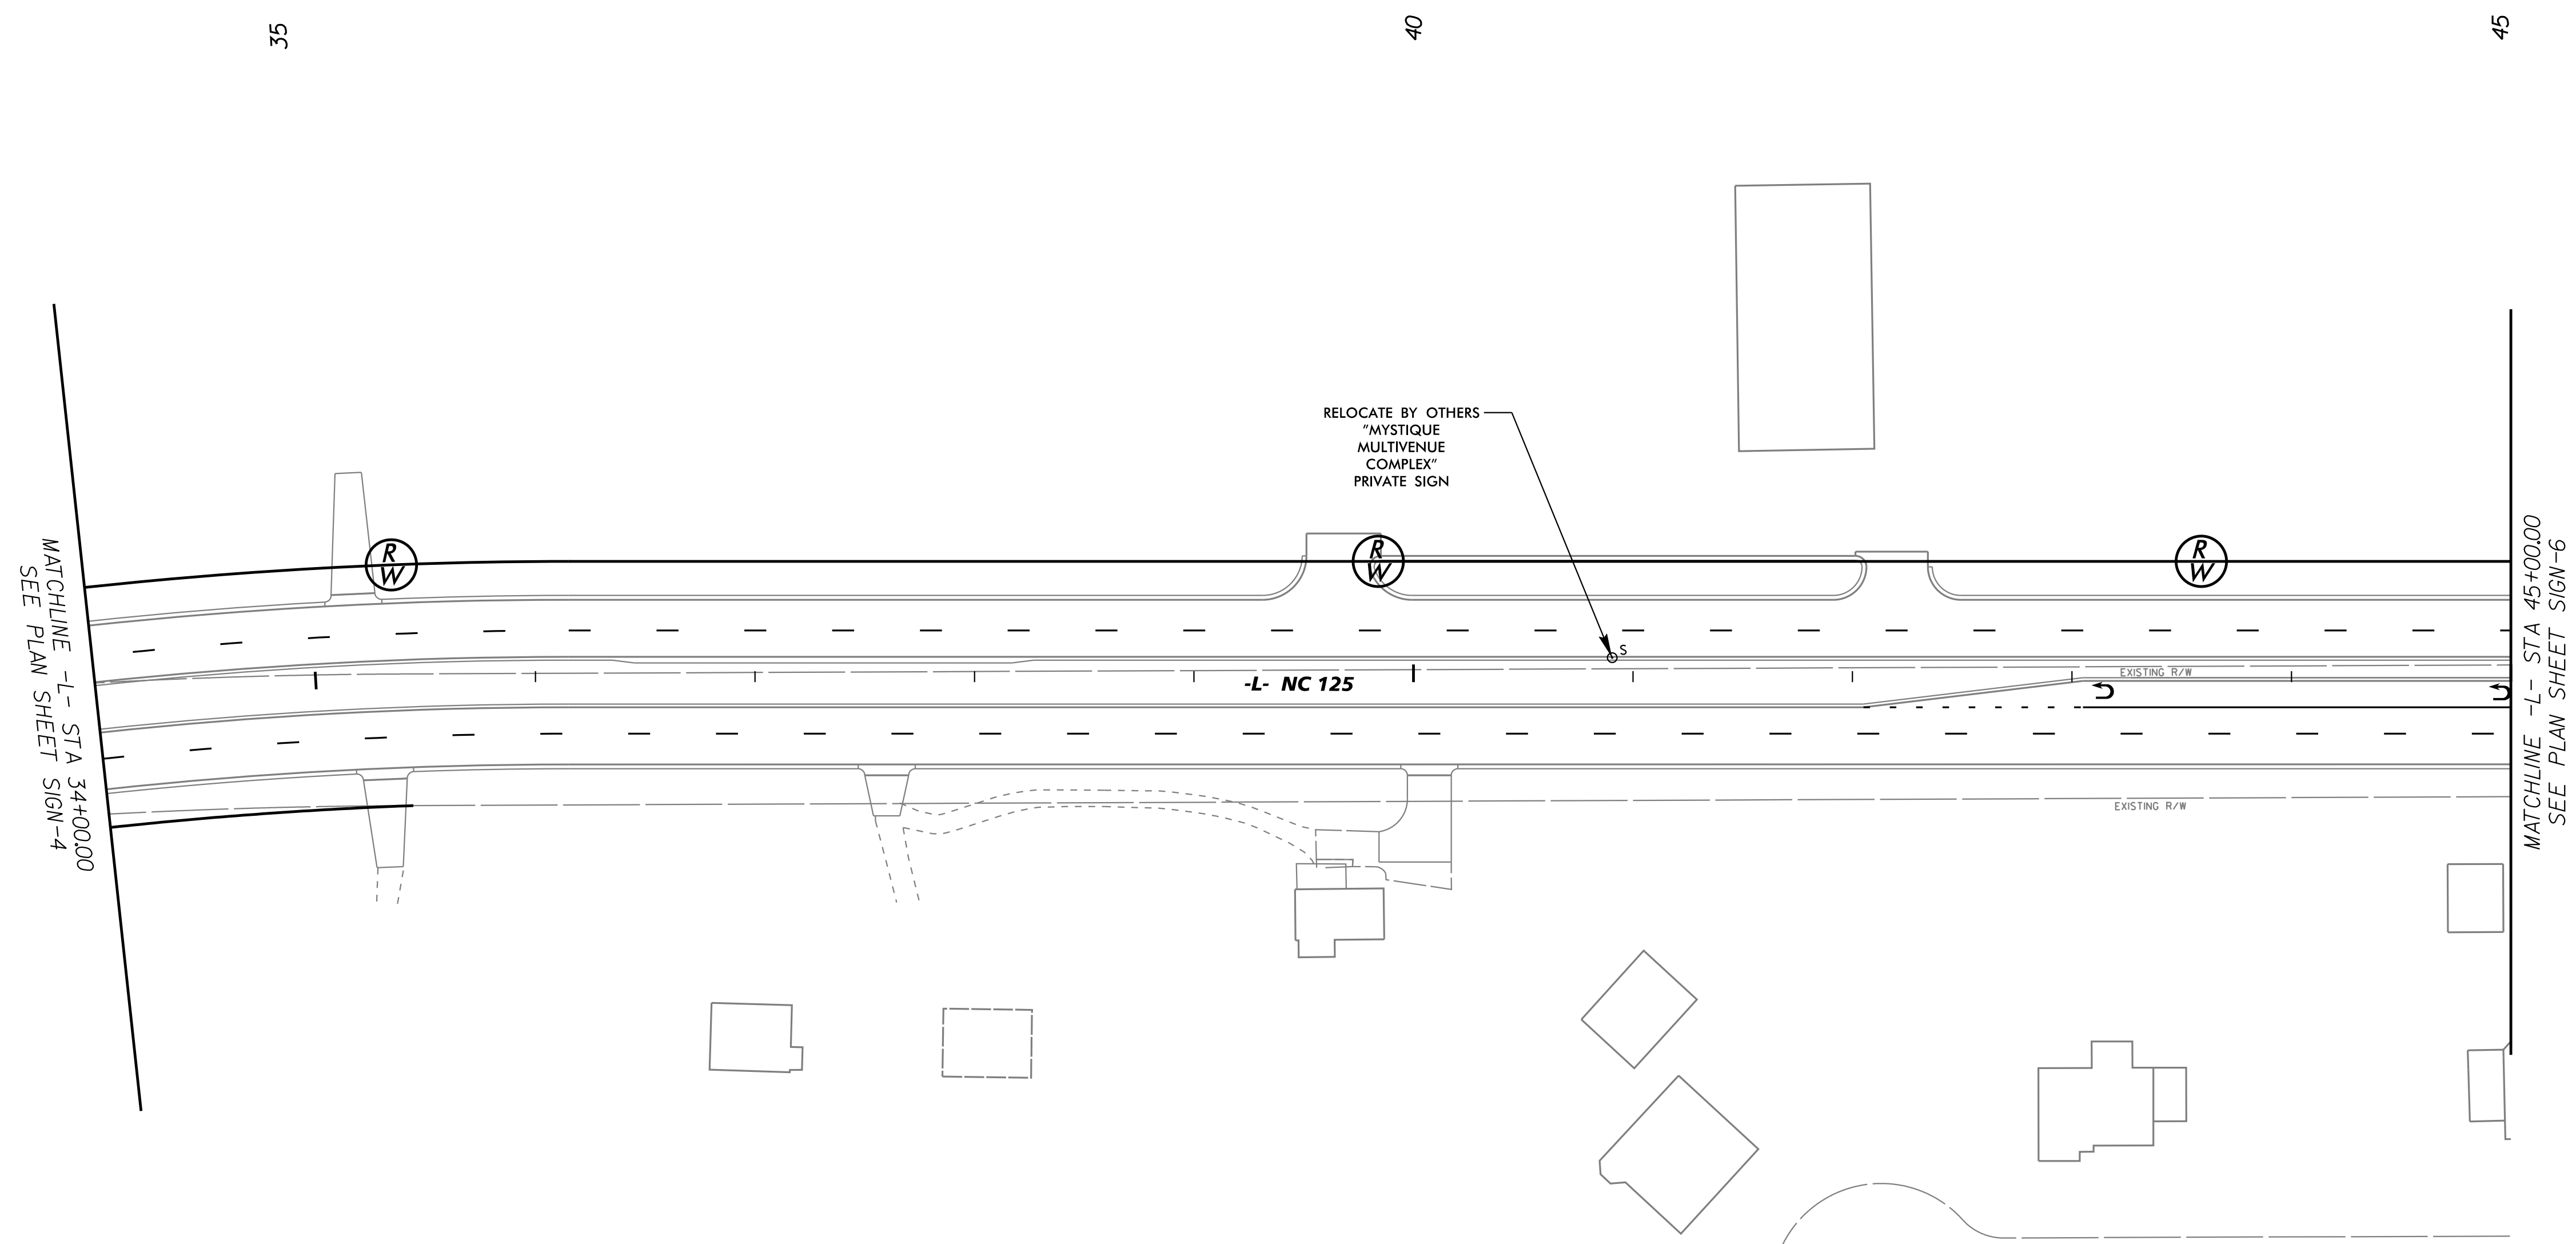 35
40
45
RELOCATE BY OTHERS
"MYSTIQUE
MULTIVENUE
COMPLEX"
PRIVATE SIGN
R
W
R
W
R
W
S
-L- NC 125
EXISTING R/W
EXISTING R/W
MATCHLINE -L- STA 34+00.00
SEE PLAN SHEET SIGN-4
MATCHLINE -L- STA 45+00.00
SEE PLAN SHEET SIGN-6